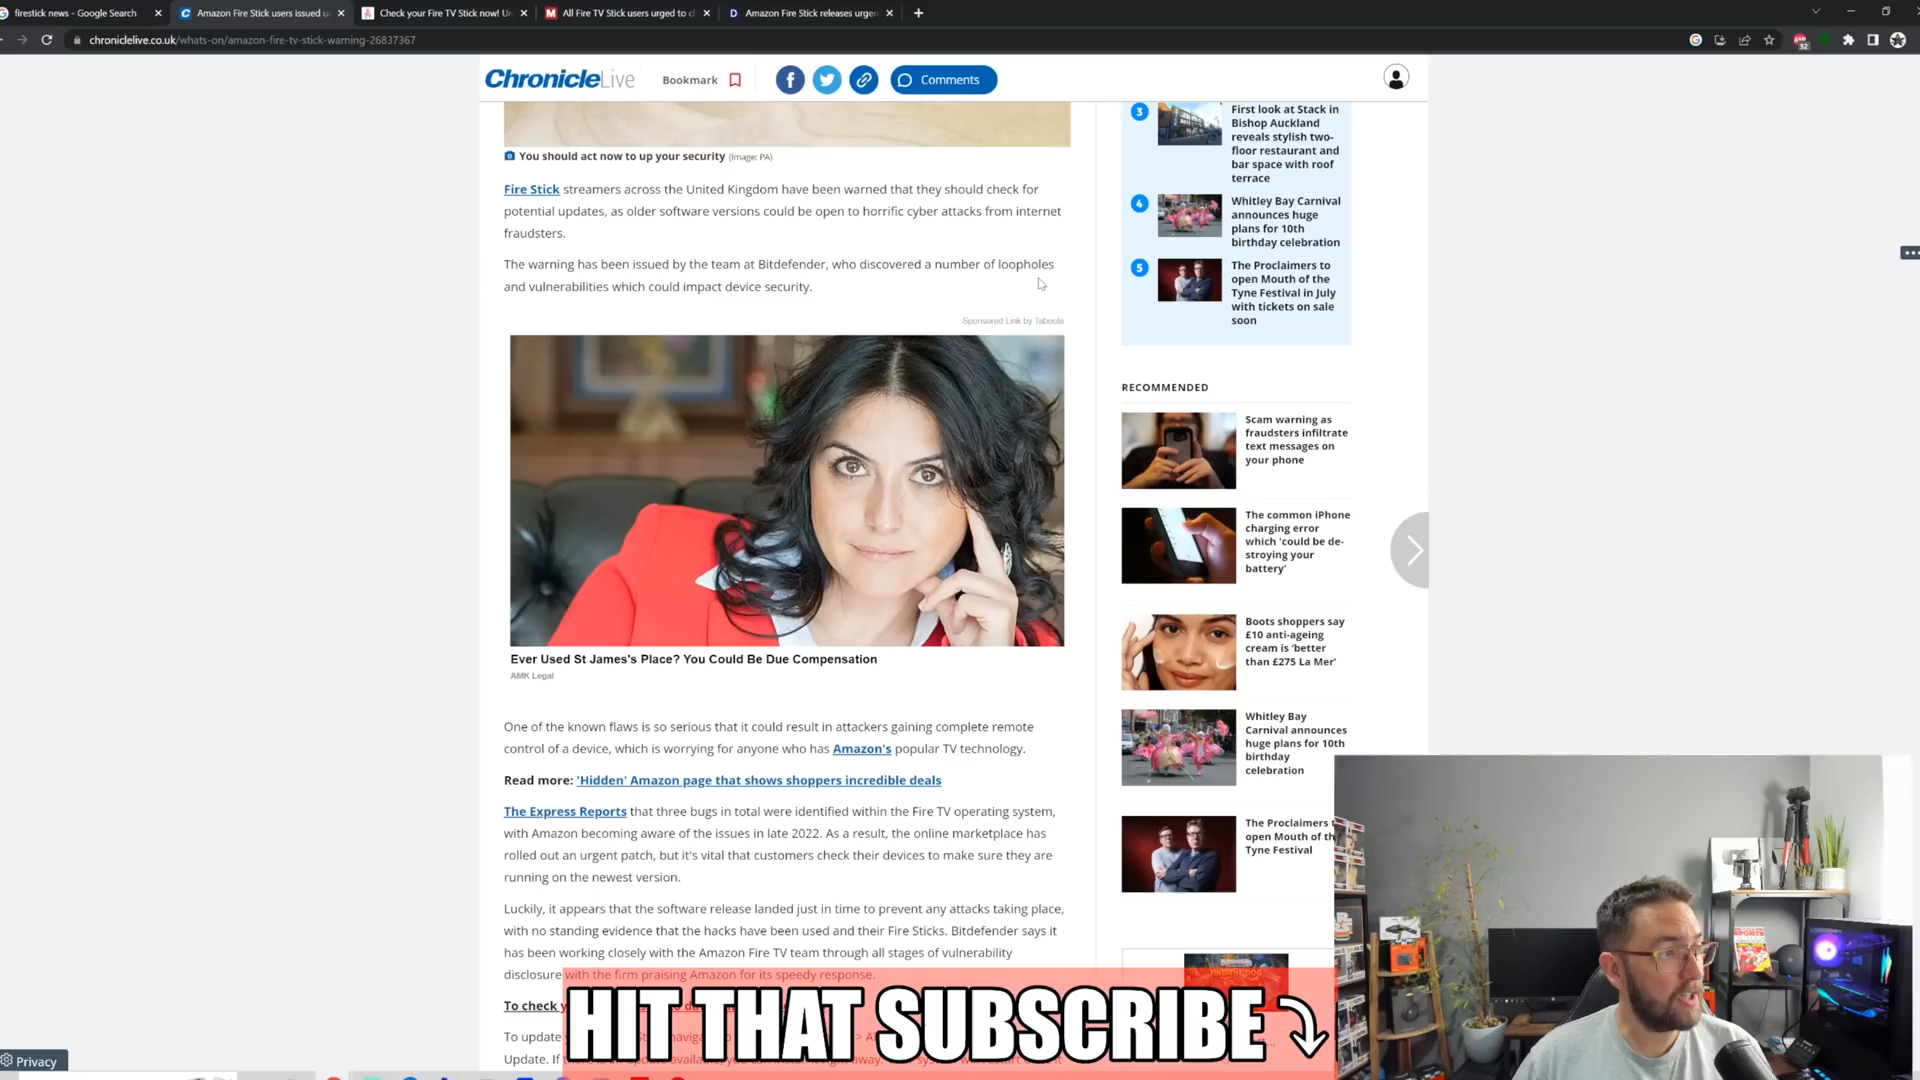 firestick news - Google Search
Amazon Fire Stick users issued u
Check your Fire TV Stick now! Ur
All Fire TV Stick users urged to c
Amazon Fire Stick releases urgen
chroniclelive.co.uk/whats-on/amazon-fire-tv-stick-warning-26837367
32
ChronicleLive
Bookmark
Comments
You should act now to up your security (Image: PA)
Fire Stick streamers across the United Kingdom have been warned that they should check for
potential updates, as older software versions could be open to horrific cyber attacks from internet
fraudsters.
The warning has been issued by the team at Bitdefender, who discovered a number of loopholes
and vulnerabilities which could impact device security.
Sponsored Link by Taboola
Ever Used St James's Place? You Could Be Due Compensation
AMK Legal
One of the known flaws is so serious that it could result in attackers gaining complete remote
control of a device, which is worrying for anyone who has Amazon's popular TV technology.
Read more: 'Hidden' Amazon page that shows shoppers incredible deals
The Express Reports that three bugs in total were identified within the Fire TV operating system,
with Amazon becoming aware of the issues in late 2022. As a result, the online marketplace has
rolled out an urgent patch, but it's vital that customers check their devices to make sure they are
running on the newest version.
Luckily, it appears that the software release landed just in time to prevent any attacks taking place,
with no standing evidence that the hacks have been used and their Fire Sticks. Bitdefender says it
has been working closely with the Amazon Fire TV team through all stages of vulnerability
disclosure with the firm praising Amazon for its speedy response.
To check
To update
Update. If
HIT THAT SUBSCRIBE
Privacy
3
First look at Stack in
Bishop Auckland
reveals stylish two-
floor restaurant and
bar space with roof
terrace
4
Whitley Bay Carnival
announces huge
plans for 10th
birthday celebration
5
The Proclaimers to
open Mouth of the
Tyne Festival in July
with tickets on sale
soon
RECOMMENDED
Scam warning as
fraudsters infiltrate
text messages on
your phone
The common iPhone
charging error
which 'could be de-
stroying your
battery'
Boots shoppers say
£10 anti-ageing
cream is 'better
than £275 La Mer'
Whitley Bay
Carnival announces
huge plans for 10th
birthday
celebration
The Proclaimers
open Mouth of th
Tyne Festival